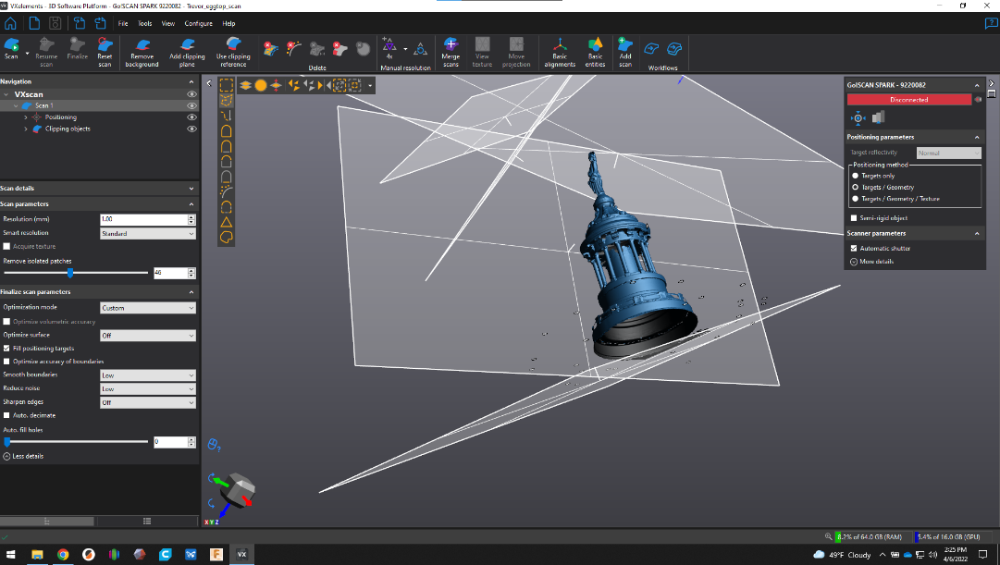 VXelements - 3D Software Platform - Go!SCAN SPARK 9220082 - Trevor_eggtop_scan
File Tools View Configure Help
Scan
Resume scan
Finalize
Reset scan
Remove background
Add clipping plane
Use clipping reference
Delete
4x
Manual resolution
Merge scans
View texture
Move projection
Basic alignments
Basic entities
Add scan
Workflows
Navigation
VXscan
Scan 1
Positioning
Clipping objects
Scan details
Scan parameters
Resolution (mm) 1.00
Smart resolution Standard
Acquire texture
Remove isolated patches
46
Finalize scan parameters
Optimization mode Custom
Optimize volumetric accuracy
Optimize surface Off
Fill positioning targets
Optimize accuracy of boundaries
Smooth boundaries Low
Reduce noise Low
Sharpen edges Off
Auto. decimate
Auto. fill holes
0
Less details
X Y Z
Go!SCAN SPARK - 9220082
Disconnected
Positioning parameters
Target reflectivity Normal
Positioning method
Targets only
Targets / Geometry
Targets / Geometry / Texture
Semi-rigid object
Scanner parameters
Automatic shutter
More details
8.2% of 64.0 GB (RAM) 5.4% of 16.0 GB (GPU)
VX
49°F Cloudy
2:25 PM
4/6/2022